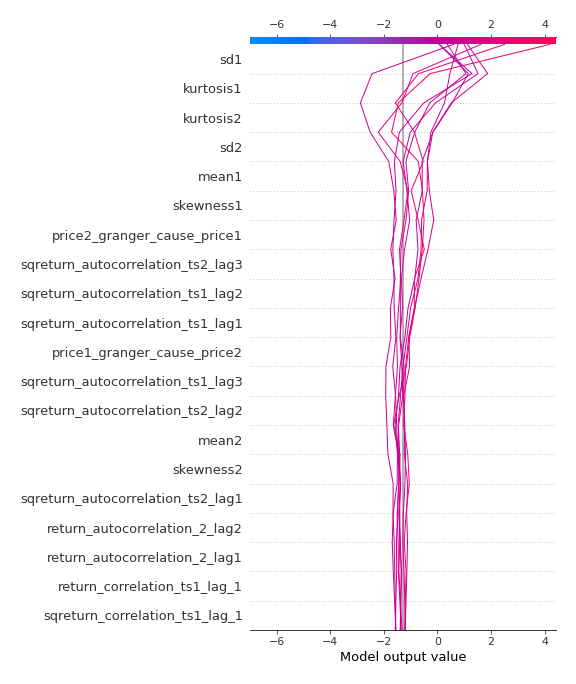 −6 −4 −2 0 2 4
sd1
kurtosis1
kurtosis2
sd2
mean1
skewness1
price2_granger_cause_price1
sqreturn_autocorrelation_ts2_lag3
sqreturn_autocorrelation_ts1_lag2
sqreturn_autocorrelation_ts1_lag1
price1_granger_cause_price2
sqreturn_autocorrelation_ts1_lag3
sqreturn_autocorrelation_ts2_lag2
mean2
skewness2
sqreturn_autocorrelation_ts2_lag1
return_autocorrelation_2_lag2
return_autocorrelation_2_lag1
return_correlation_ts1_lag_1
sqreturn_correlation_ts1_lag_1
−6 −4 −2 0 2 4
Model output value